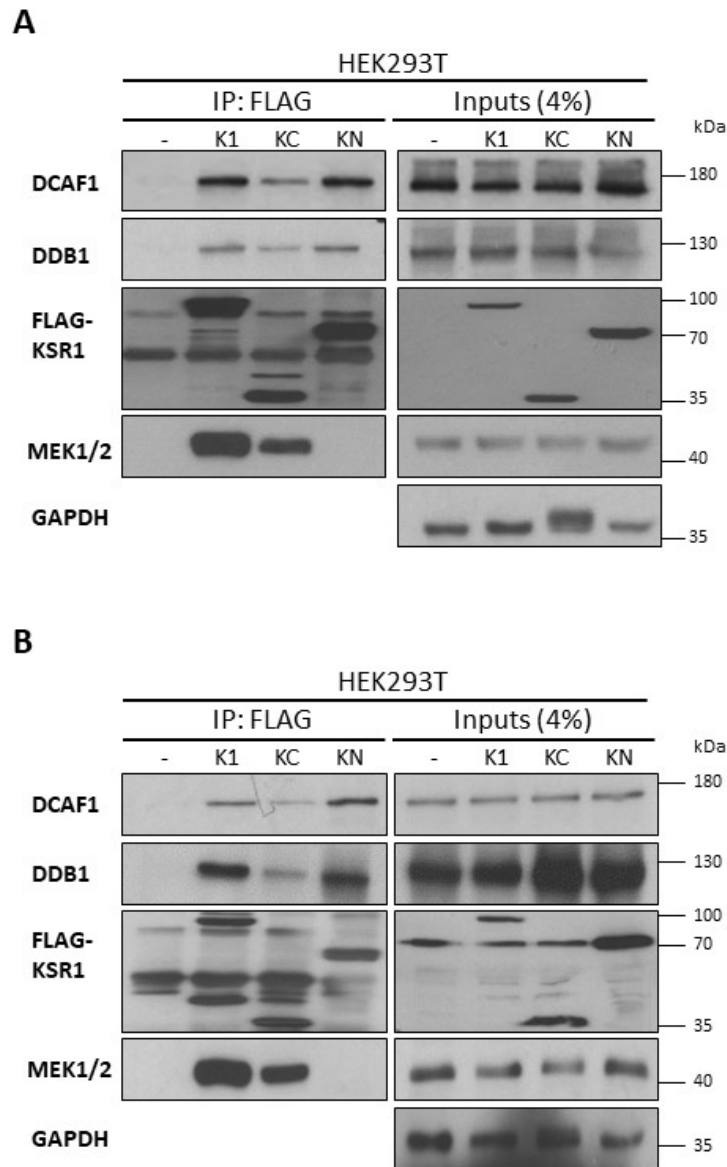 A
HEK293T
IP: FLAG Inputs (4%)
kDa
- K1 KC KN - K1 KC KN
DCAF1 180
DDB1 130
FLAG-
KSR1
100
70
35
MEK1/2 40
GAPDH 35
B
HEK293T
IP: FLAG Inputs (4%)
kDa
- K1 KC KN - K1 KC KN
DCAF1 180
DDB1 130
FLAG-
KSR1
100
70
35
MEK1/2 40
GAPDH 35